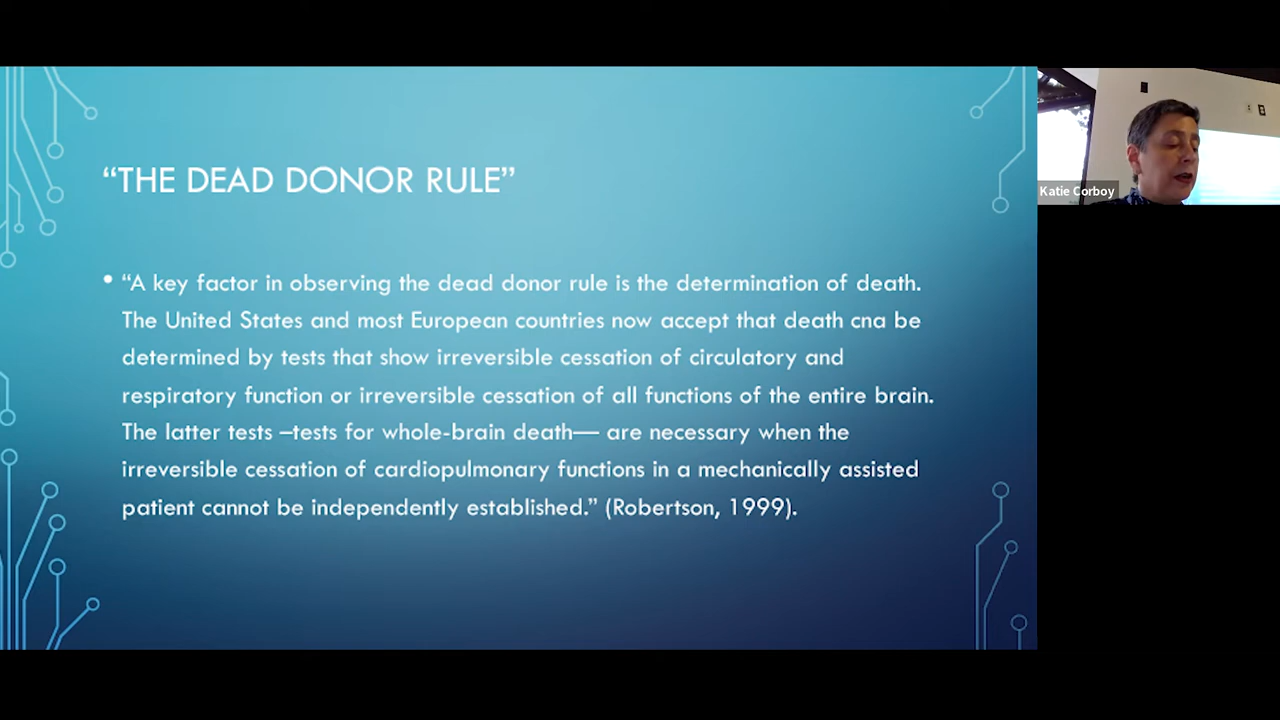 “THE DEAD DONOR RULE”
• “A key factor in observing the dead donor rule is the determination of death.
The United States and most European countries now accept that death cna be
determined by tests that show irreversible cessation of circulatory and
respiratory function or irreversible cessation of all functions of the entire brain.
The latter tests –tests for whole-brain death— are necessary when the
irreversible cessation of cardiopulmonary functions in a mechanically assisted
patient cannot be independently established.” (Robertson, 1999).
Katie Corboy